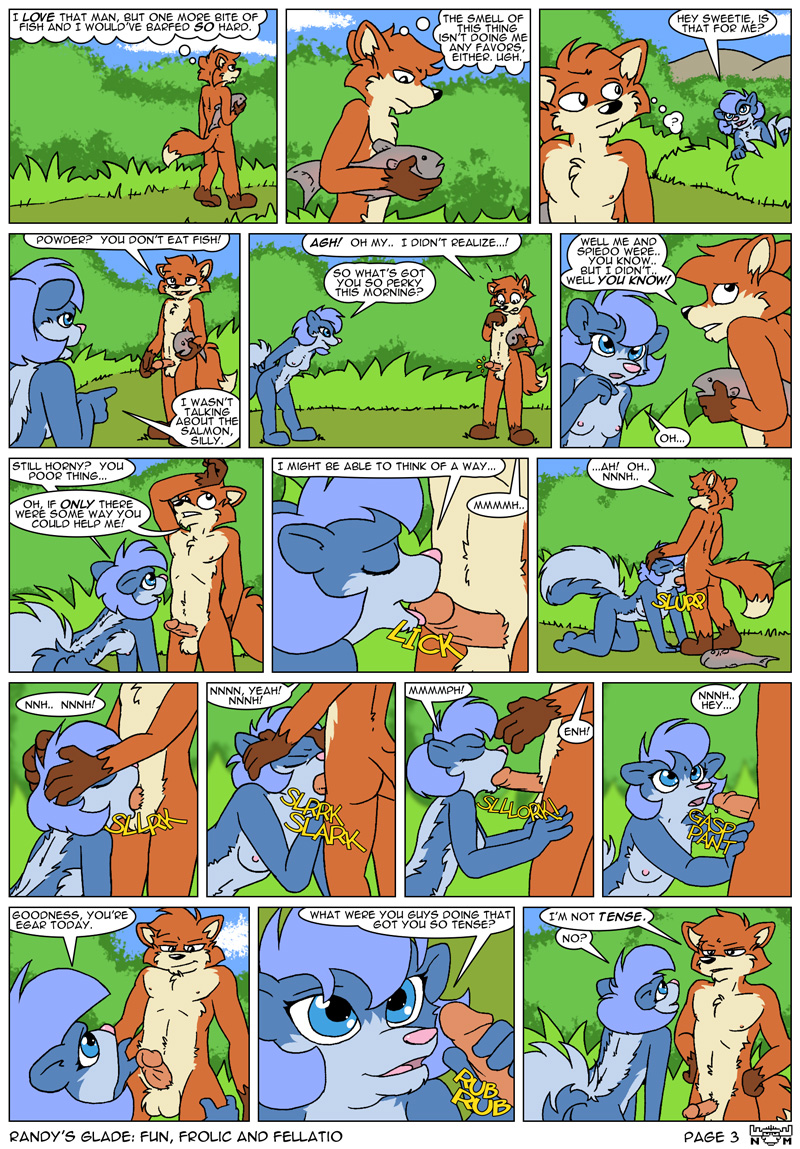 I LOVE THAT MAN, BUT ONE MORE BITE OF
FISH AND I WOULD'VE BARFED SO HARD.
THE SMELL OF
THIS THING
ISN'T DOING ME
ANY FAVORS,
EITHER. UGH.
HEY SWEETIE, IS
THAT FOR ME?
?
POWDER? YOU DON'T EAT FISH!
I WASN'T
TALKING
ABOUT THE
SALMON,
SILLY.
AGH! OH MY.. I DIDN'T REALIZE...!
SO WHAT'S GOT
YOU SO PERKY
THIS MORNING?
WELL ME AND
SPIEDO WERE..
YOU KNOW..
BUT I DIDN'T..
WELL YOU KNOW!
OH...
STILL HORNY? YOU
POOR THING...
OH, IF ONLY THERE
WERE SOME WAY YOU
COULD HELP ME!
I MIGHT BE ABLE TO THINK OF A WAY...
MMMMH..
LICK
...AH! OH..
NNNH..
SLURP
NNH.. NNNH!
SLLRK
NNNN, YEAH!
NNNH!
SLRRK
SLARK
MMMMPH!
ENH!
SLLLORK!
NNNH..
HEY...
GASP
PANT
GOODNESS, YOU'RE
EGAR TODAY.
WHAT WERE YOU GUYS DOING THAT
GOT YOU SO TENSE?
RUB
RUB
I'M NOT TENSE.
NO?
RANDY'S GLADE: FUN, FROLIC AND FELLATIO
PAGE 3
N M